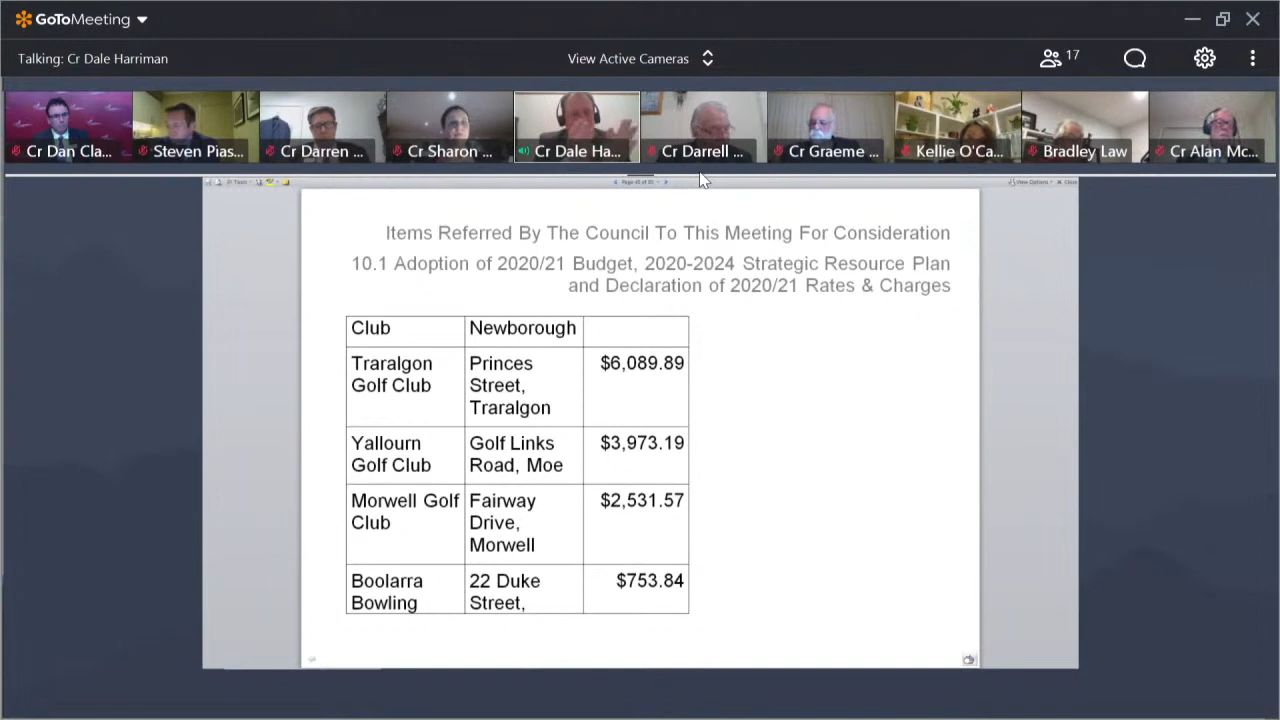 GoToMeeting
Talking: Cr Dale Harriman
View Active Cameras
17
Cr Dan Cla...
Steven Pias...
Cr Darren ...
Cr Sharon ...
Cr Dale Ha...
Cr Darrell ...
Cr Graeme ...
Kellie O'Ca...
Bradley Law
Cr Alan Mc...
Tools
View Options
Close
Items Referred By The Council To This Meeting For Consideration
10.1 Adoption of 2020/21 Budget, 2020-2024 Strategic Resource Plan
and Declaration of 2020/21 Rates & Charges
Club Newborough
Traralgon Princes $6,089.89
Golf Club Street,
Traralgon
Yallourn Golf Links $3,973.19
Golf Club Road, Moe
Morwell Golf Fairway $2,531.57
Club Drive,
Morwell
Boolarra 22 Duke $753.84
Bowling Street,